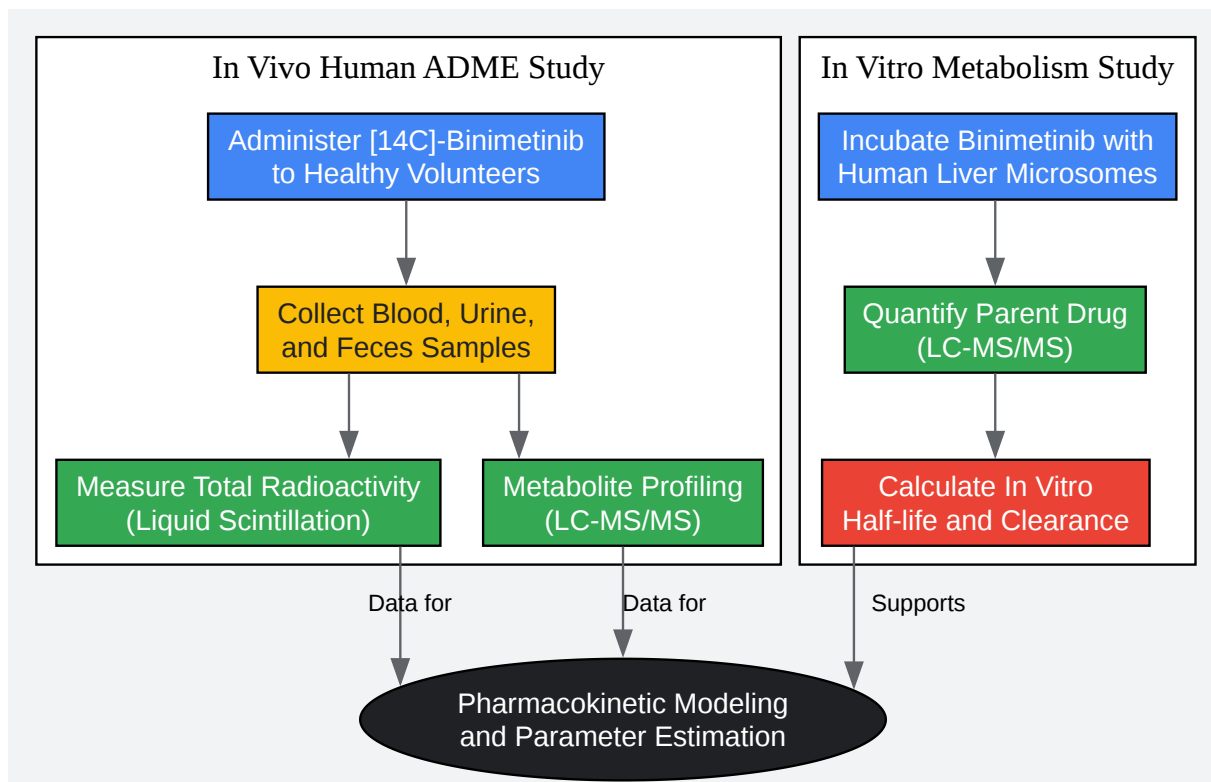 In Vivo Human ADME Study
Administer [14C]-Binimetinib
to Healthy Volunteers
Collect Blood, Urine,
and Feces Samples
Measure Total Radioactivity
(Liquid Scintillation)
Metabolite Profiling
(LC-MS/MS)
In Vitro Metabolism Study
Incubate Binimetinib with
Human Liver Microsomes
Quantify Parent Drug
(LC-MS/MS)
Calculate In Vitro
Half-life and Clearance
Data for
Data for
Supports
Pharmacokinetic Modeling
and Parameter Estimation